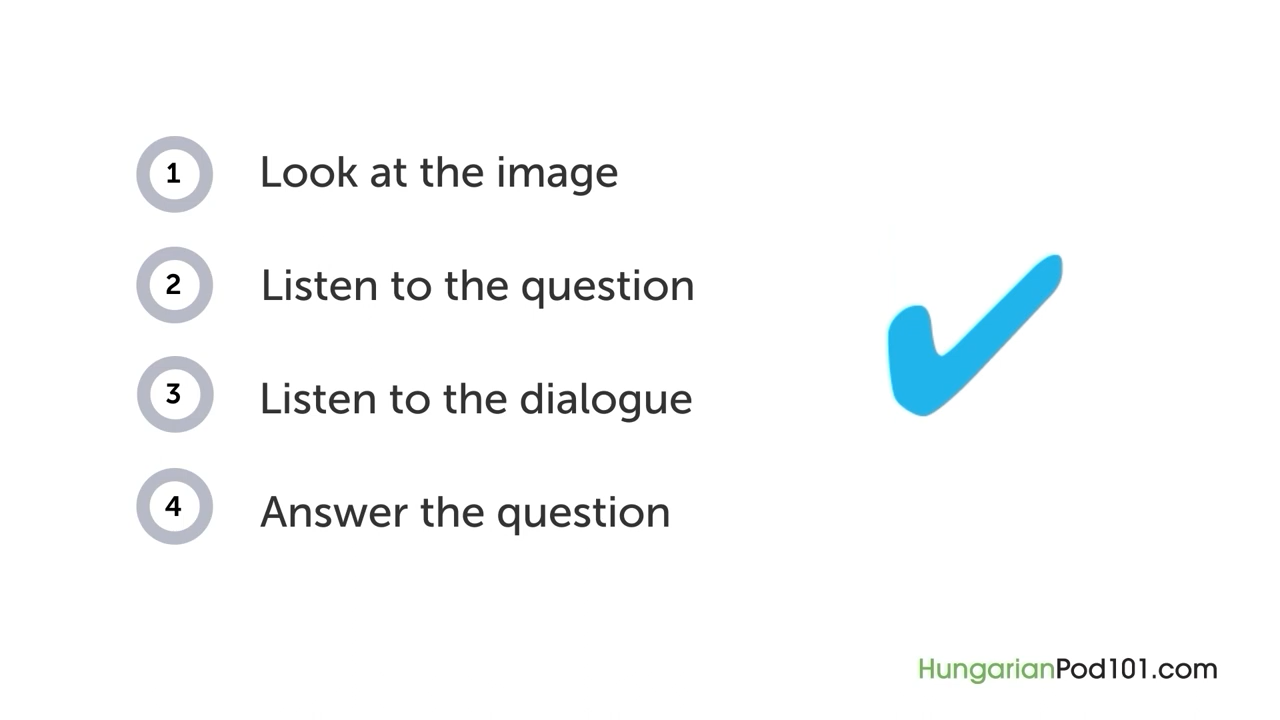 1 Look at the image
2 Listen to the question
3 Listen to the dialogue
4 Answer the question
HungarianPod101.com